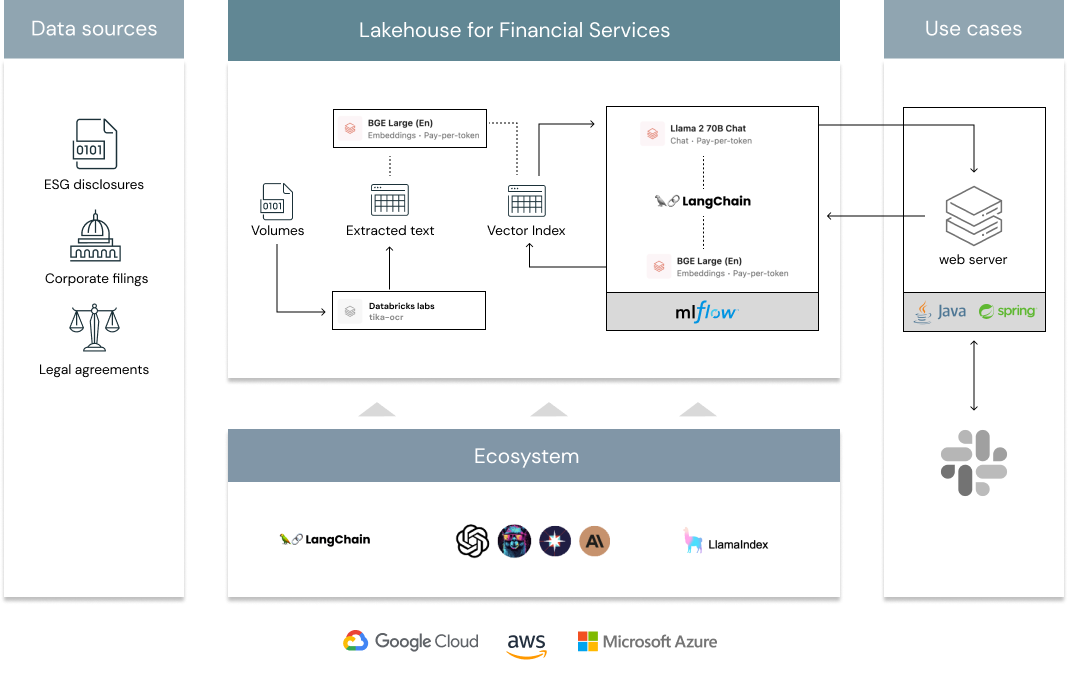 Data sources
Lakehouse for Financial Services
Use cases
0101
ESG disclosures
Corporate filings
Legal agreements
BGE Large (En)
Embeddings • Pay-per-token
0101
Volumes
Extracted text
Vector Index
Databricks labs
tika-ocr
Llama 2 70B Chat
Chat • Pay-per-token
LangChain
BGE Large (En)
Embeddings • Pay-per-token
mlflow
web server
Java
spring
Ecosystem
LangChain
AI
LlamaIndex
Google Cloud
aws
Microsoft Azure